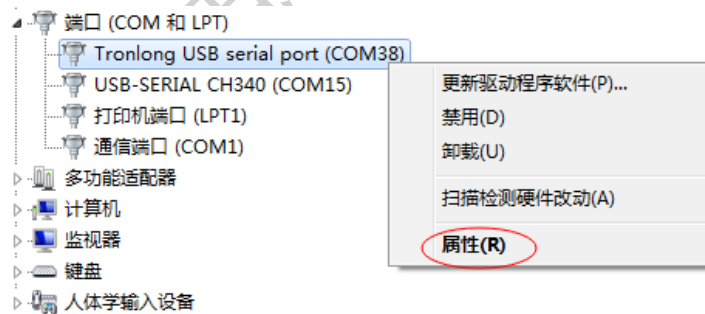 端口 (COM 和 LPT)
Tronlong USB serial port (COM38)
USB-SERIAL CH340 (COM15)
打印机端口 (LPT1)
通信端口 (COM1)
多功能适配器
计算机
监视器
键盘
人体学输入设备
更新驱动程序软件(P)...
禁用(D)
卸载(U)
扫描检测硬件改动(A)
属性(R)